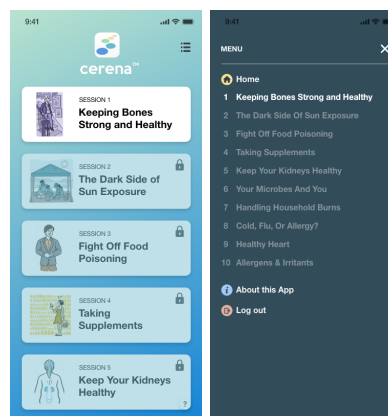 9:41
cerena™
SESSION 1
Keeping Bones
Strong and Healthy
SESSION 2
The Dark Side of
Sun Exposure
SESSION 3
Fight Off Food
Poisoning
SESSION 4
Taking
Supplements
SESSION 5
Keep Your Kidneys
Healthy
?
9:41
MENU
Home
1 Keeping Bones Strong and Healthy
2 The Dark Side Of Sun Exposure
3 Fight Off Food Poisoning
4 Taking Supplements
5 Keep Your Kidneys Healthy
6 Your Microbes And You
7 Handling Household Burns
8 Cold, Flu, Or Allergy?
9 Healthy Heart
10 Allergens & Irritants
i About this App
Log out